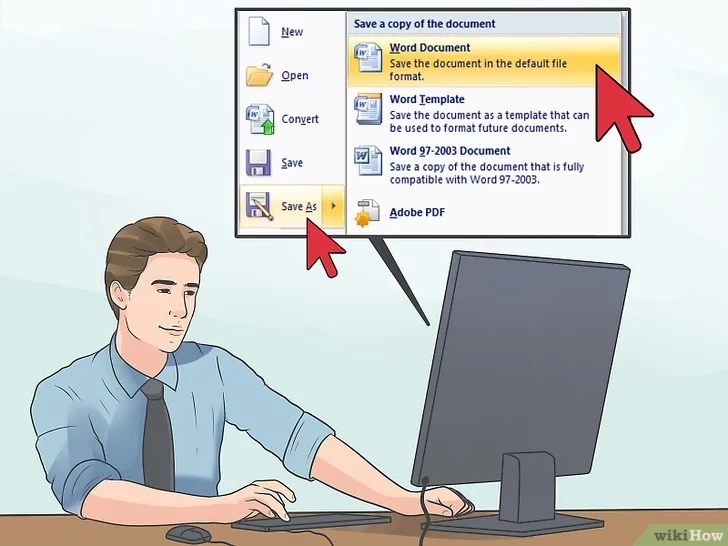 New
Open
Convert
Save
Save As
Save a copy of the document
Word Document
Save the document in the default file
format.
Word Template
Save the document as a template that can
be used to format future documents.
Word 97-2003 Document
Save a copy of the document that is fully
compatible with Word 97-2003.
Adobe PDF
wikiHow